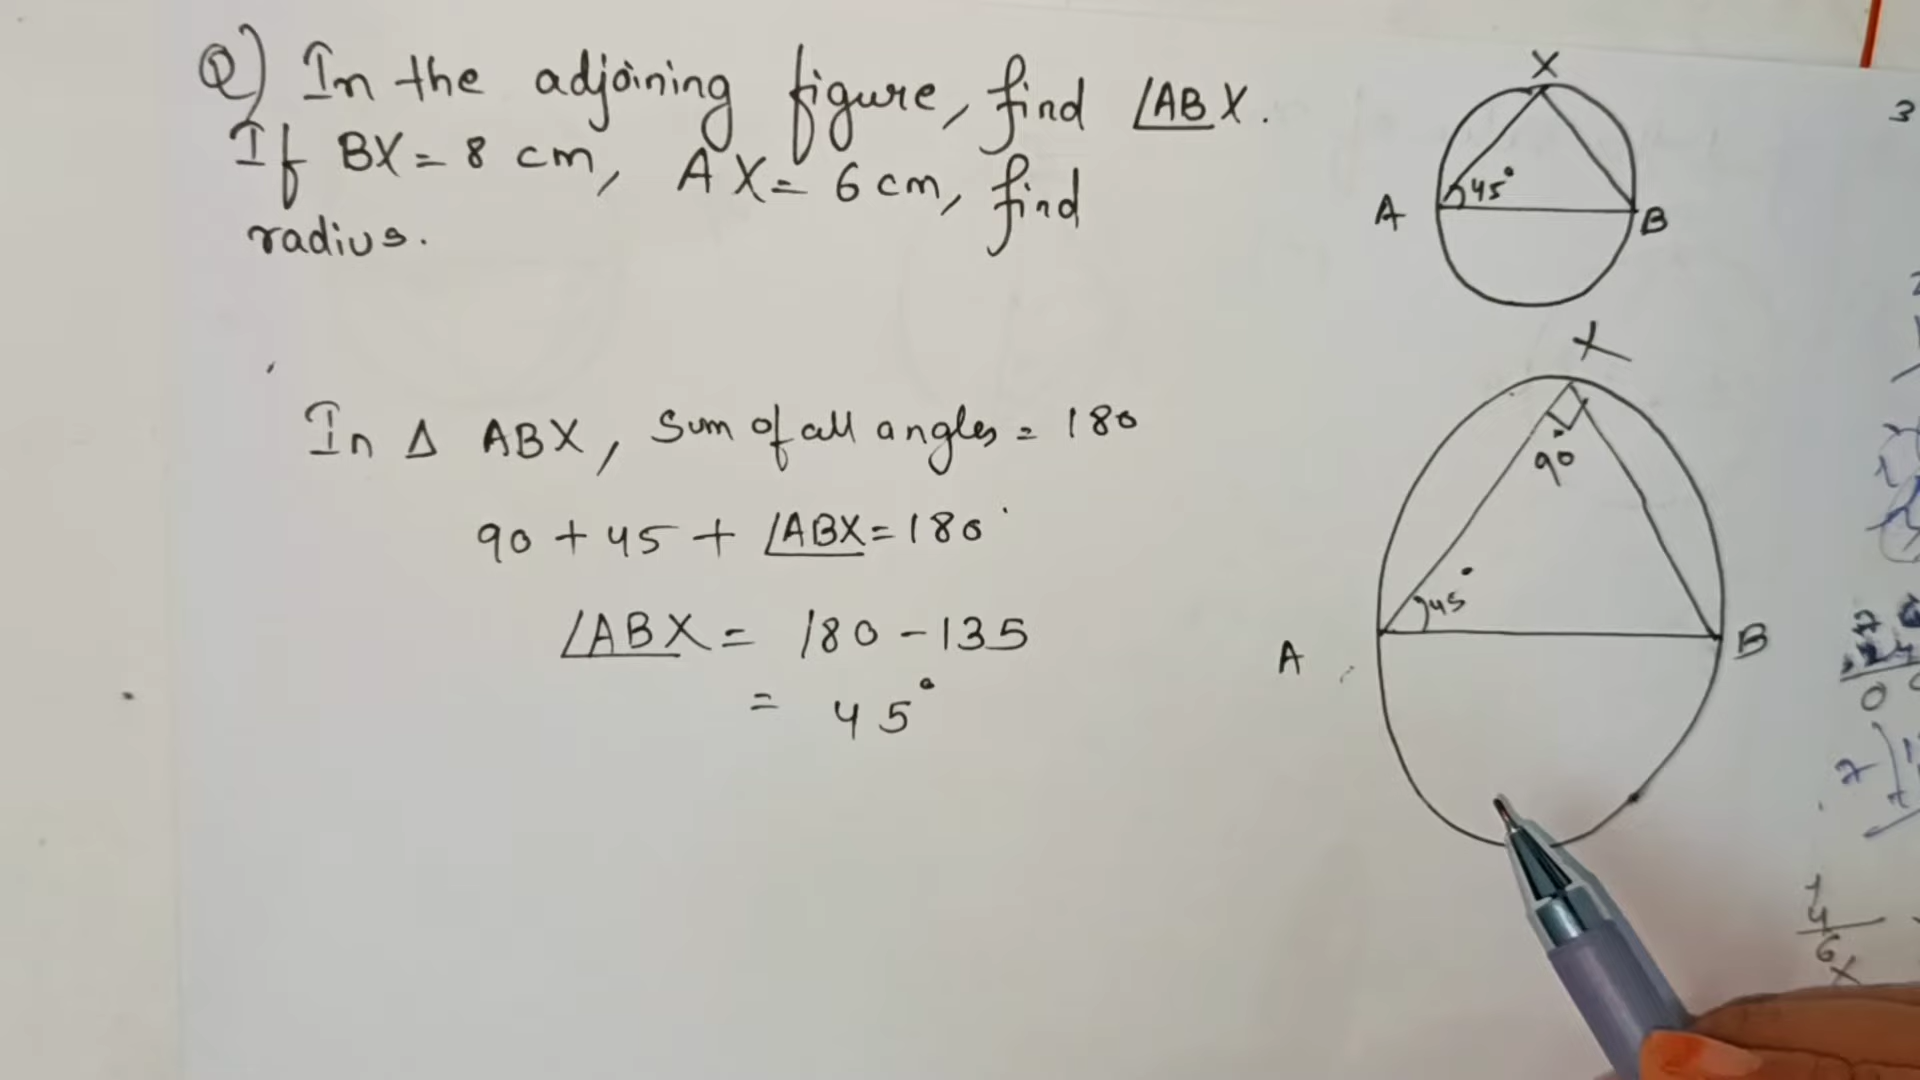 Q) In the adjoining figure, find ∠ABX.
If BX = 8 cm, AX = 6 cm, find
radius.
X
45°
A
B
3
In Δ ABX, Sum of all angles = 180
90 + 45 + ∠ABX = 180
∠ABX = 180 - 135
= 45°
X
90°
45°
A
B